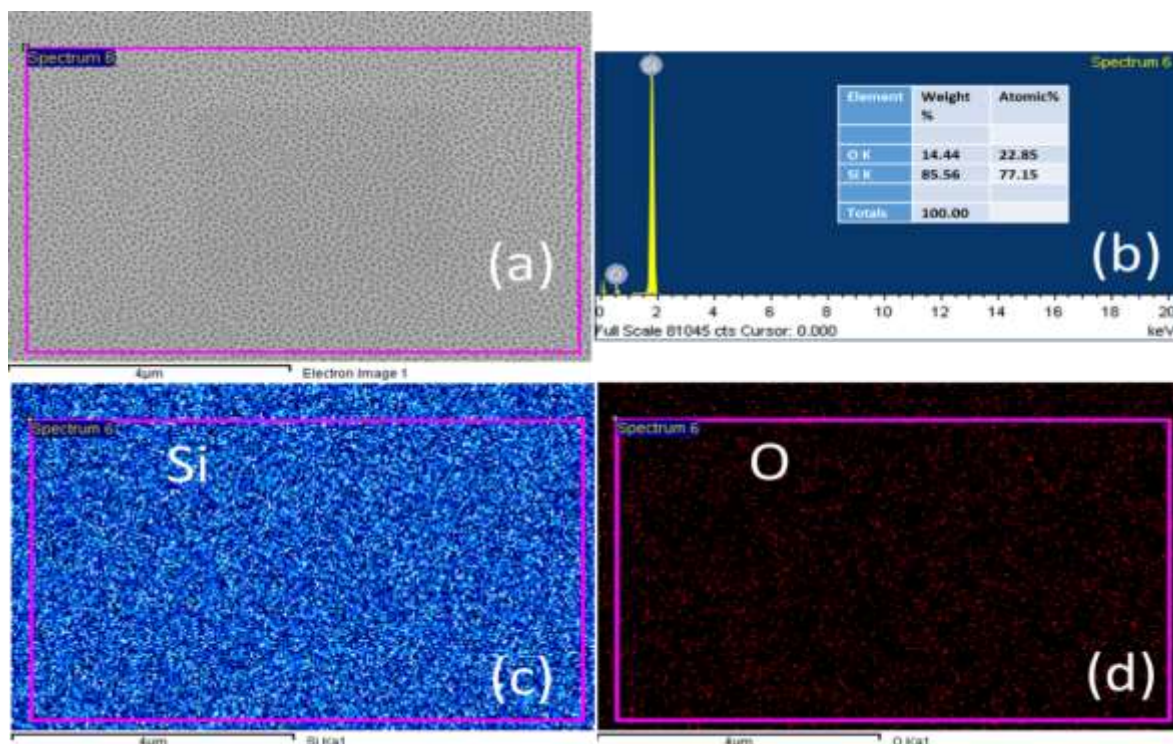 Spectrum 6
(a)
4µm Electron Image 1
Spectrum 6
Element Weight % Atomic%
O K 14.44 22.85
Si K 85.56 77.15
Totals 100.00
(b)
0 2 4 6 8 10 12 14 16 18 20
Full Scale 81045 cts Cursor: 0.000 keV
Spectrum 6
Si
(c)
4µm Si Ka1
Spectrum 6
O
(d)
4µm O Ka1